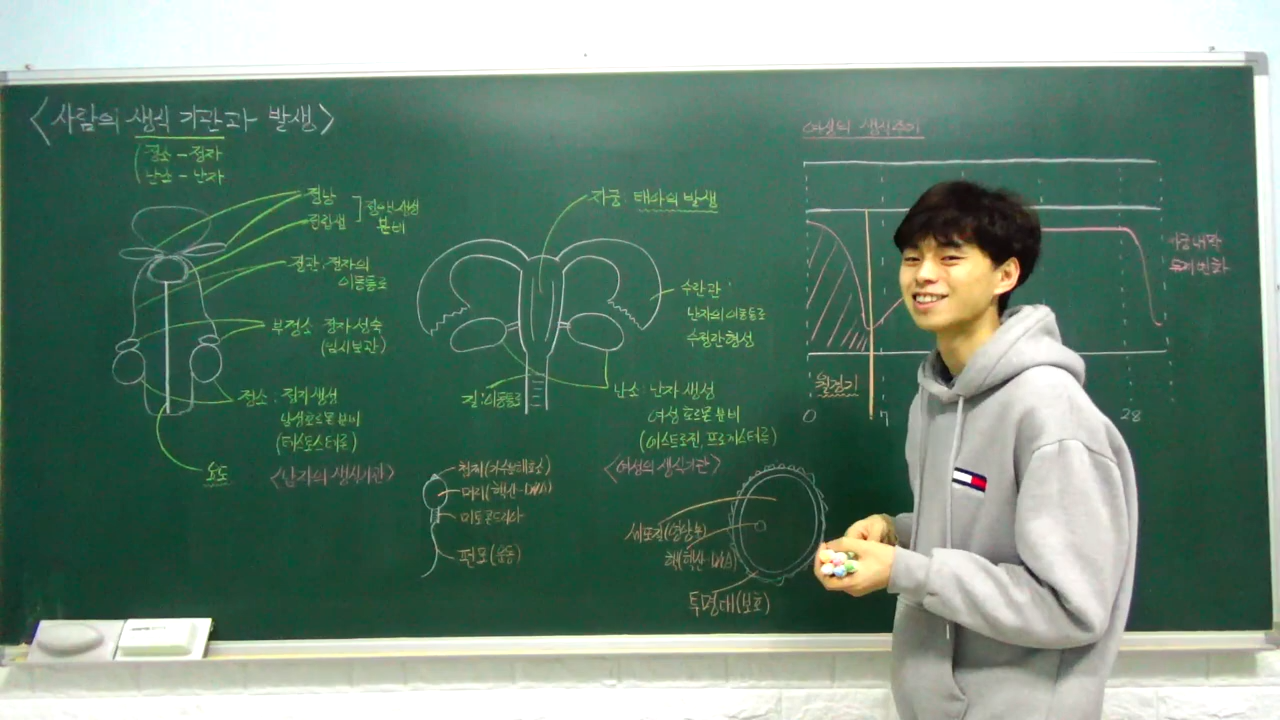 <사람의 생식 기관과 발생>
정소 - 정자
난소 - 난자
정낭
전립샘
정액 생성
분비
정관 : 정자의
이동통로
부정소 : 정자 성숙
(임시 보관)
정소 : 정자 생성
남성호르몬 분비
(테스토스테론)
요도
<남자의 생식기관>
자궁 : 태아의 발생
수란관 :
난자의 이동통로
수정란 형성
질 : 이동통로
난소 : 난자 생성
여성 호르몬 분비
(에스트로젠, 프로게스테론)
<여성의 생식기관>
첨체(가수분해효소)
머리(핵산-DNA)
미토콘드리아
편모(운동)
세포질(영양분)
핵(핵산-DNA)
투명대(보호)
여성의 생식주기
자궁 내막
두께 변화
월경기
0 7 28